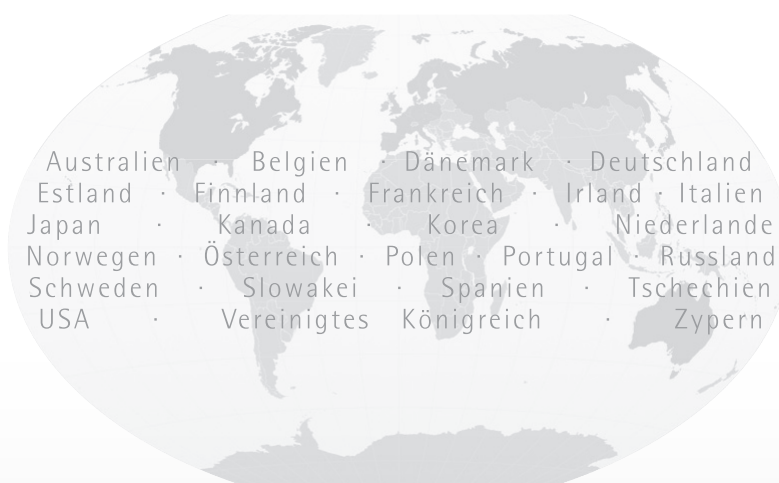 Australien · Belgien · Dänemark · Deutschland
Estland · Finnland · Frankreich · Irland · Italien
Japan · Kanada · Korea · Niederlande
Norwegen · Österreich · Polen · Portugal · Russland
Schweden · Slowakei · Spanien · Tschechien
USA · Vereinigtes Königreich · Zypern